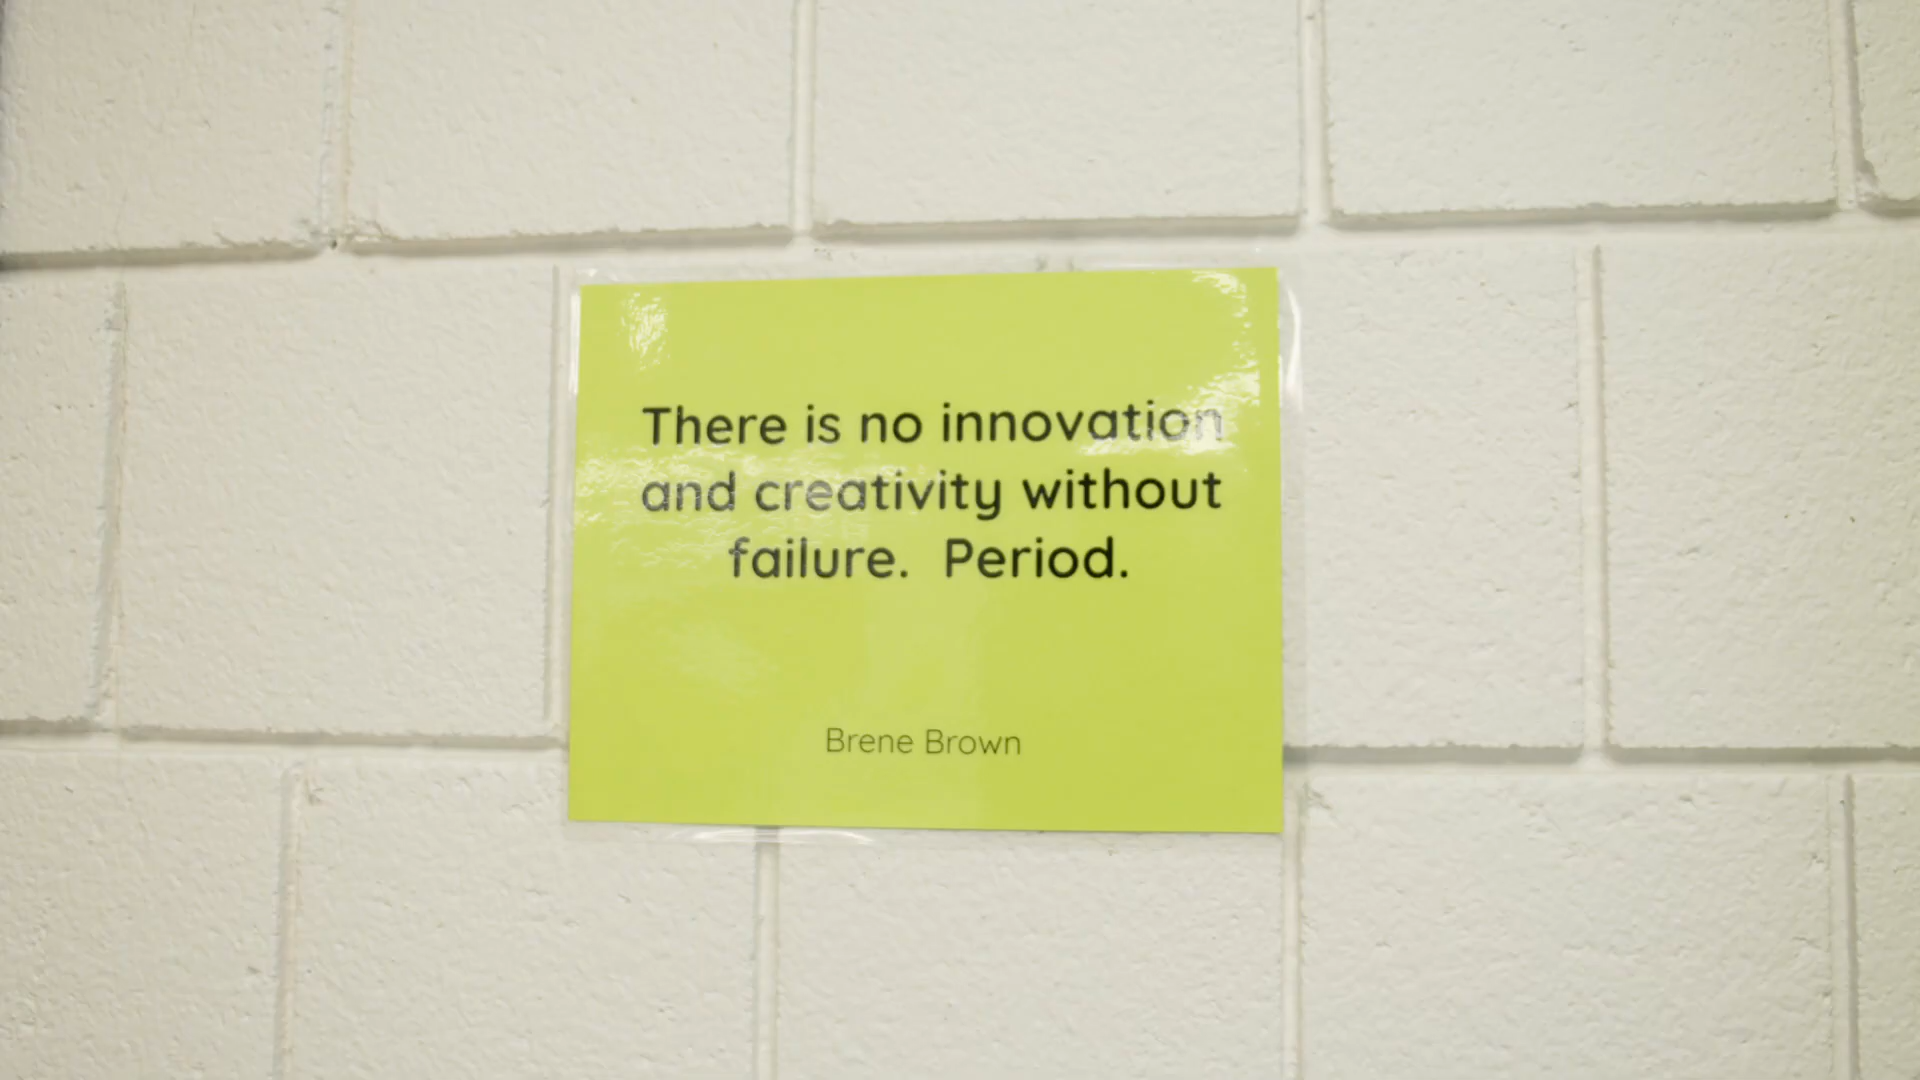 There is no innovation
and creativity without
failure.  Period.
Brene Brown